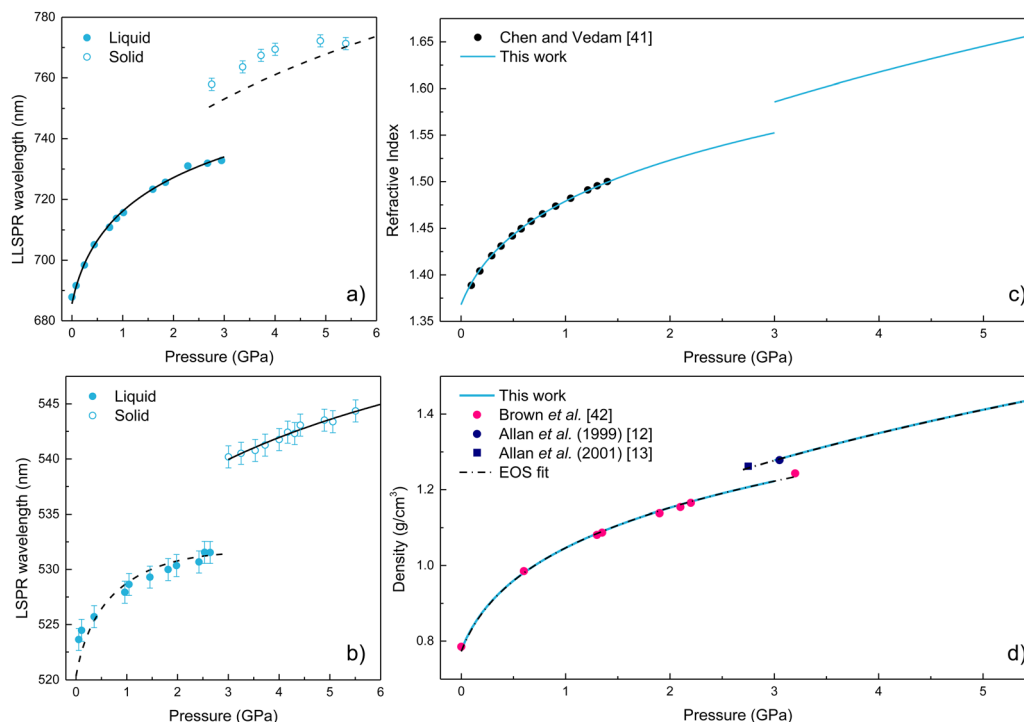 780
760
740
720
700
680
LLSPR wavelength (nm)
Liquid
Solid
a)
0 1 2 3 4 5 6
Pressure (GPa)
1.65
1.60
1.55
1.50
1.45
1.40
1.35
Refractive Index
Chen and Vedam [41]
This work
c)
0 1 2 3 4 5
Pressure (GPa)
545
540
535
530
525
520
LSPR wavelength (nm)
Liquid
Solid
b)
0 1 2 3 4 5 6
Pressure (GPa)
1.4
1.2
1.0
0.8
Density (g/cm³)
This work
Brown et al. [42]
Allan et al. (1999) [12]
Allan et al. (2001) [13]
EOS fit
d)
0 1 2 3 4 5
Pressure (GPa)